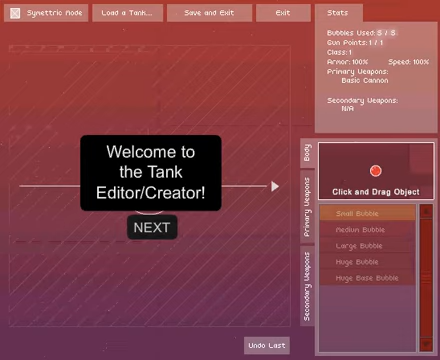 Symettric Mode
Load a Tank...
Save and Exit
Exit
Stats
Bubbles Used: 5 / 5
Gun Points: 1 / 1
Class: 1
Armor: 100% Speed: 100%
Primary Weapons:
Basic Cannon
Secondary Weapons:
N/A
Welcome to
the Tank
Editor/Creator!
NEXT
Body
Primary Weapons
Secondary Weapons
Click and Drag Object
Small Bubble
Medium Bubble
Large Bubble
Huge Bubble
Huge Base Bubble
Undo Last